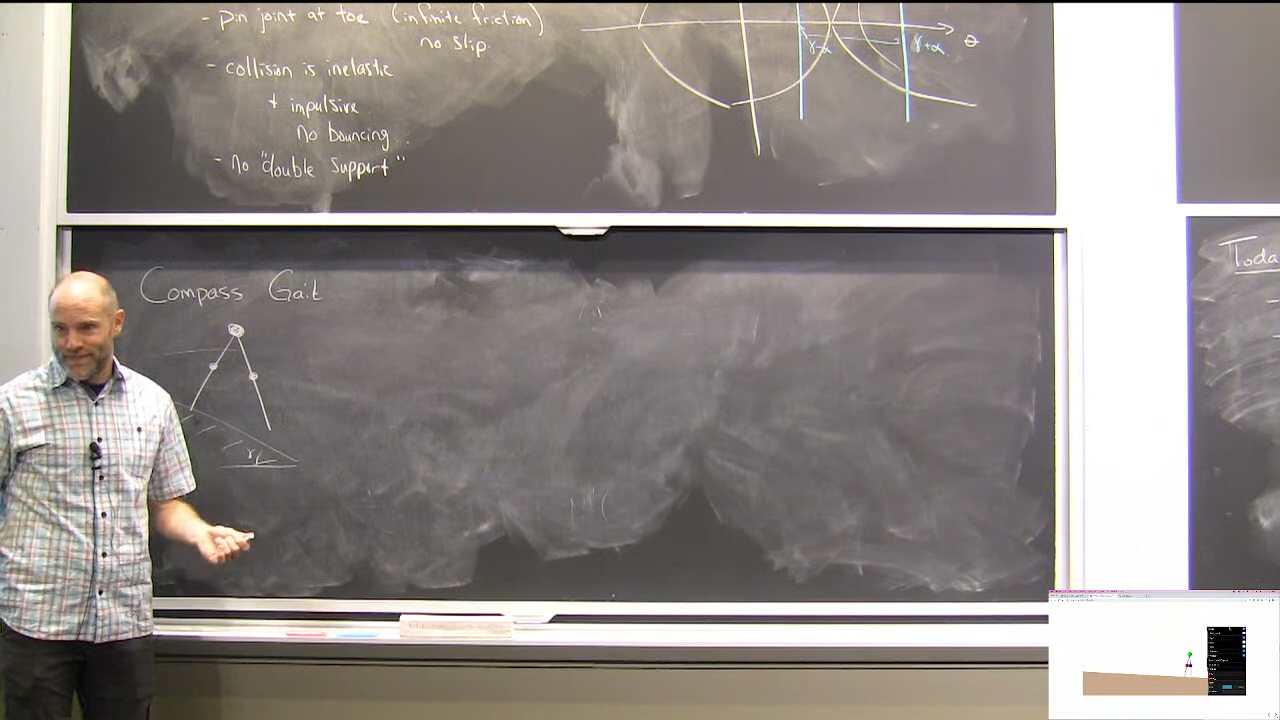 - pin joint at toe (infinite friction)
no slip.
- collision is inelastic
+ impulsive
no bouncing.
- no "double support"
θ
γ-α
γ+α
Compass Gait
γ
Toda